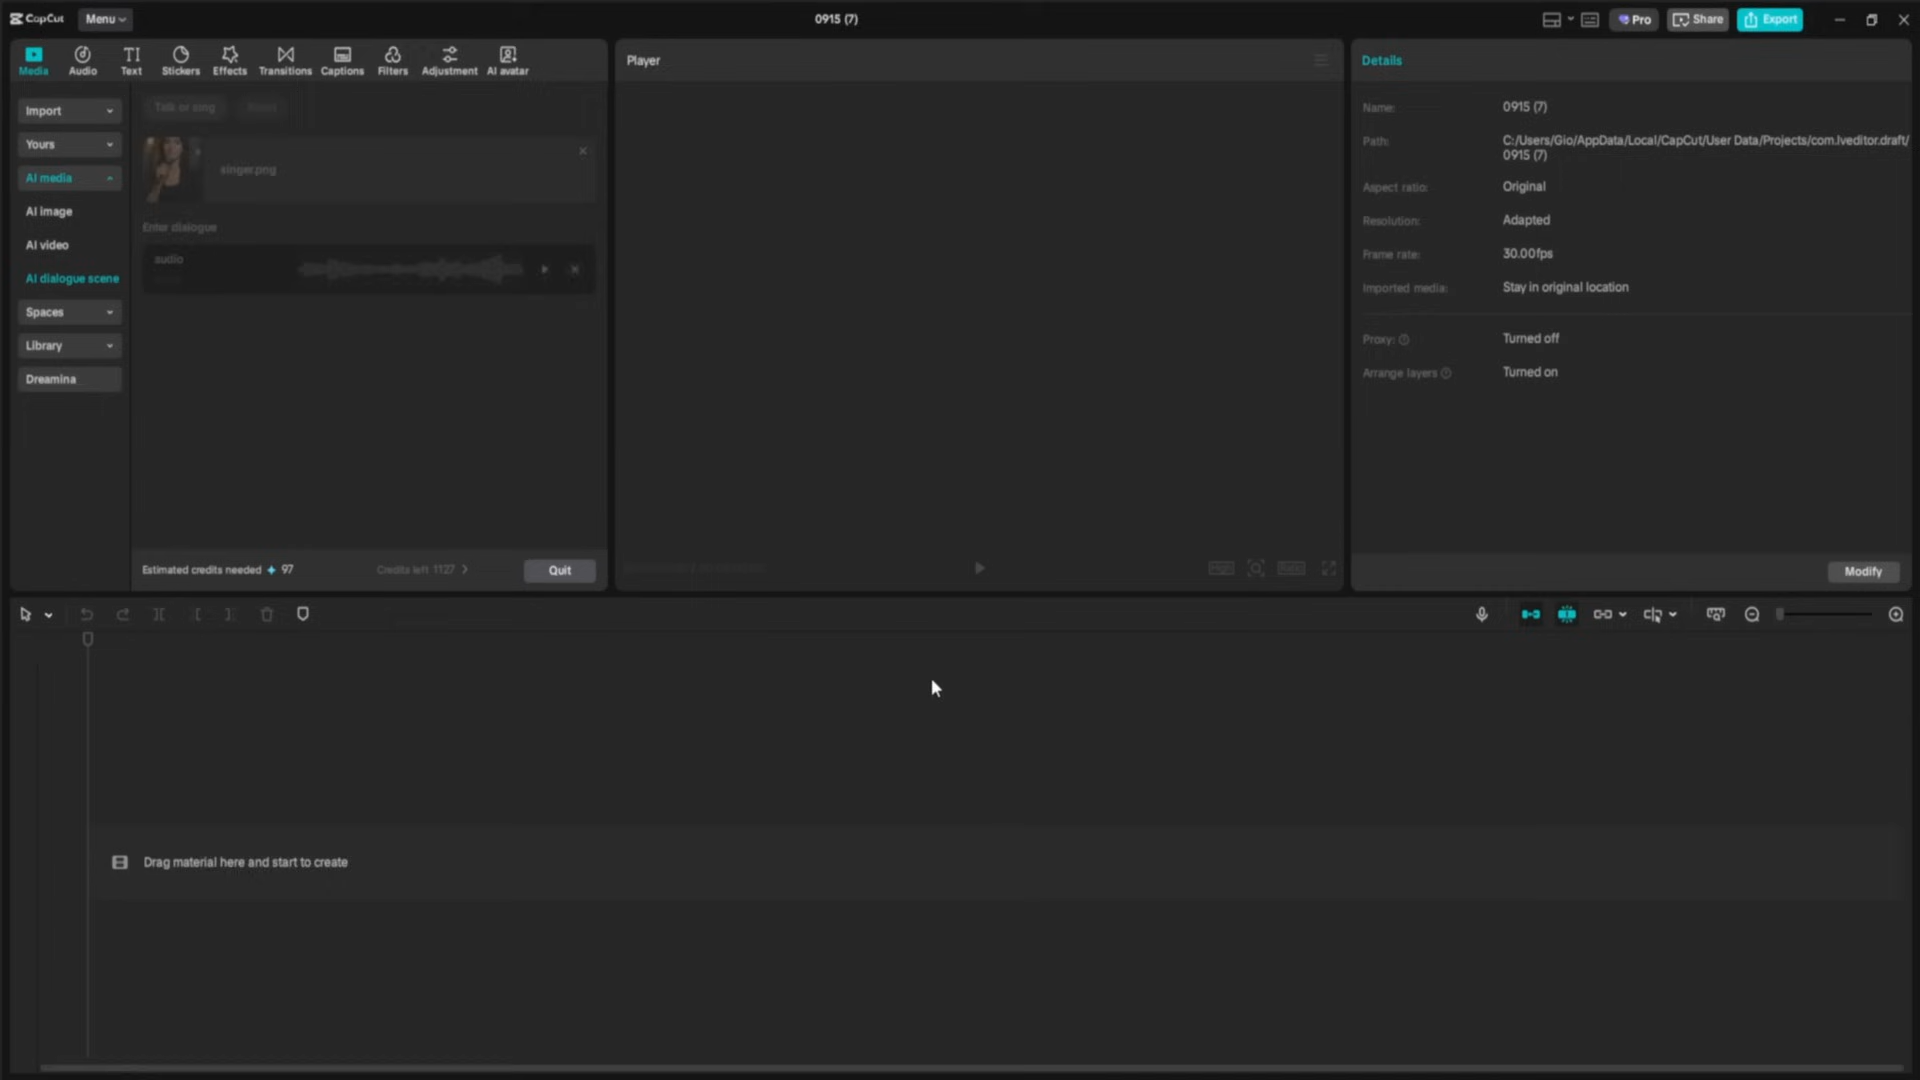 CapCut
Menu
0915 (7)
Pro
Share
Export
Media
Audio
TI
Text
Stickers
Effects
Transitions
Captions
Filters
Adjustment
AI avatar
Import
Yours
AI media
AI image
AI video
AI dialogue scene
Spaces
Library
Dreamina
Talk or sing
singer.png
Enter dialogue
audio
Estimated credits needed 97
Credits left 1127
Quit
Player
Details
Name: 0915 (7)
Path: C:/Users/Gio/AppData/Local/CapCut/User Data/Projects/com.lveditor.draft/
0915 (7)
Aspect ratio: Original
Resolution: Adapted
Frame rate: 30.00fps
Imported media: Stay in original location
Proxy: Turned off
Arrange layers Turned on
Modify
Drag material here and start to create